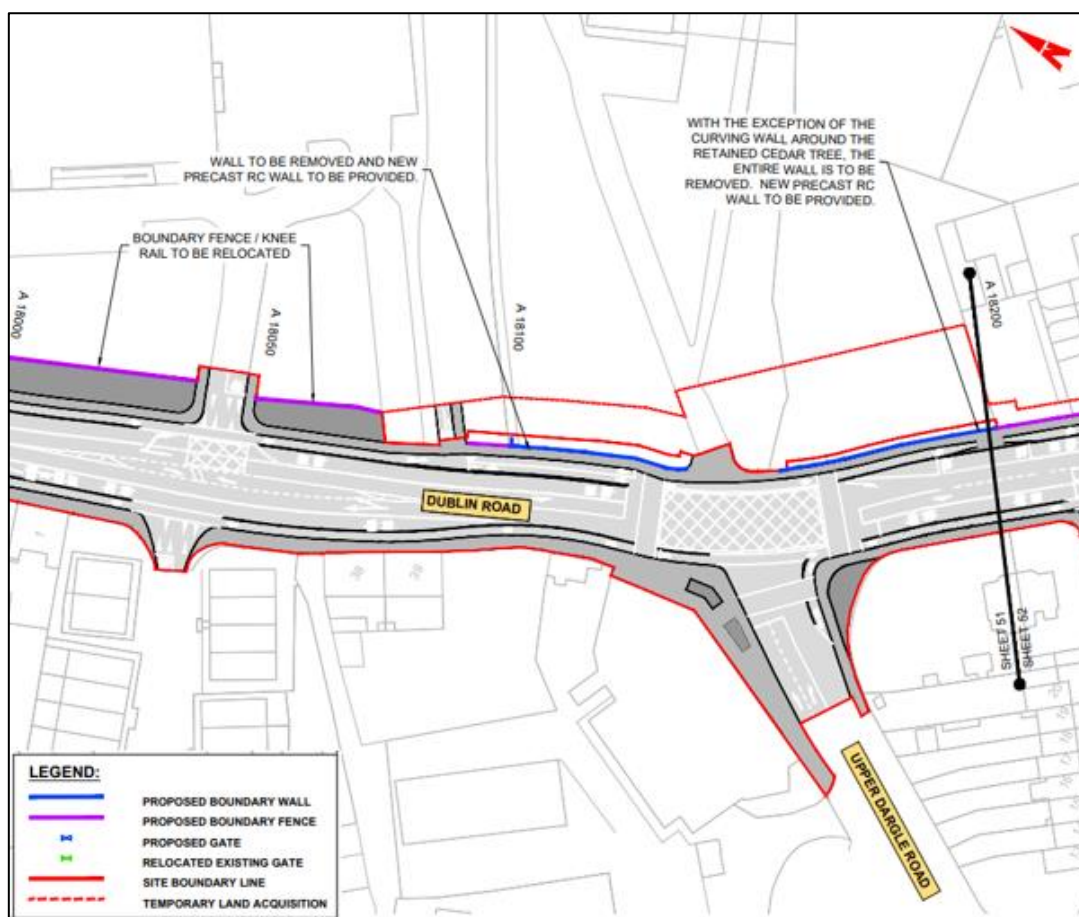 WITH THE EXCEPTION OF THE
CURVING WALL AROUND THE
RETAINED CEDAR TREE, THE
ENTIRE WALL IS TO BE
REMOVED. NEW PRECAST RC
WALL TO BE PROVIDED.
WALL TO BE REMOVED AND NEW
PRECAST RC WALL TO BE PROVIDED.
BOUNDARY FENCE / KNEE
RAIL TO BE RELOCATED
A 18000
A 18050
A 18100
A 18200
DUBLIN ROAD
38
39
SHEET 51
SHEET 52
UPPER DARGLE ROAD
LEGEND:
PROPOSED BOUNDARY WALL
PROPOSED BOUNDARY FENCE
PROPOSED GATE
RELOCATED EXISTING GATE
SITE BOUNDARY LINE
TEMPORARY LAND ACQUISITION